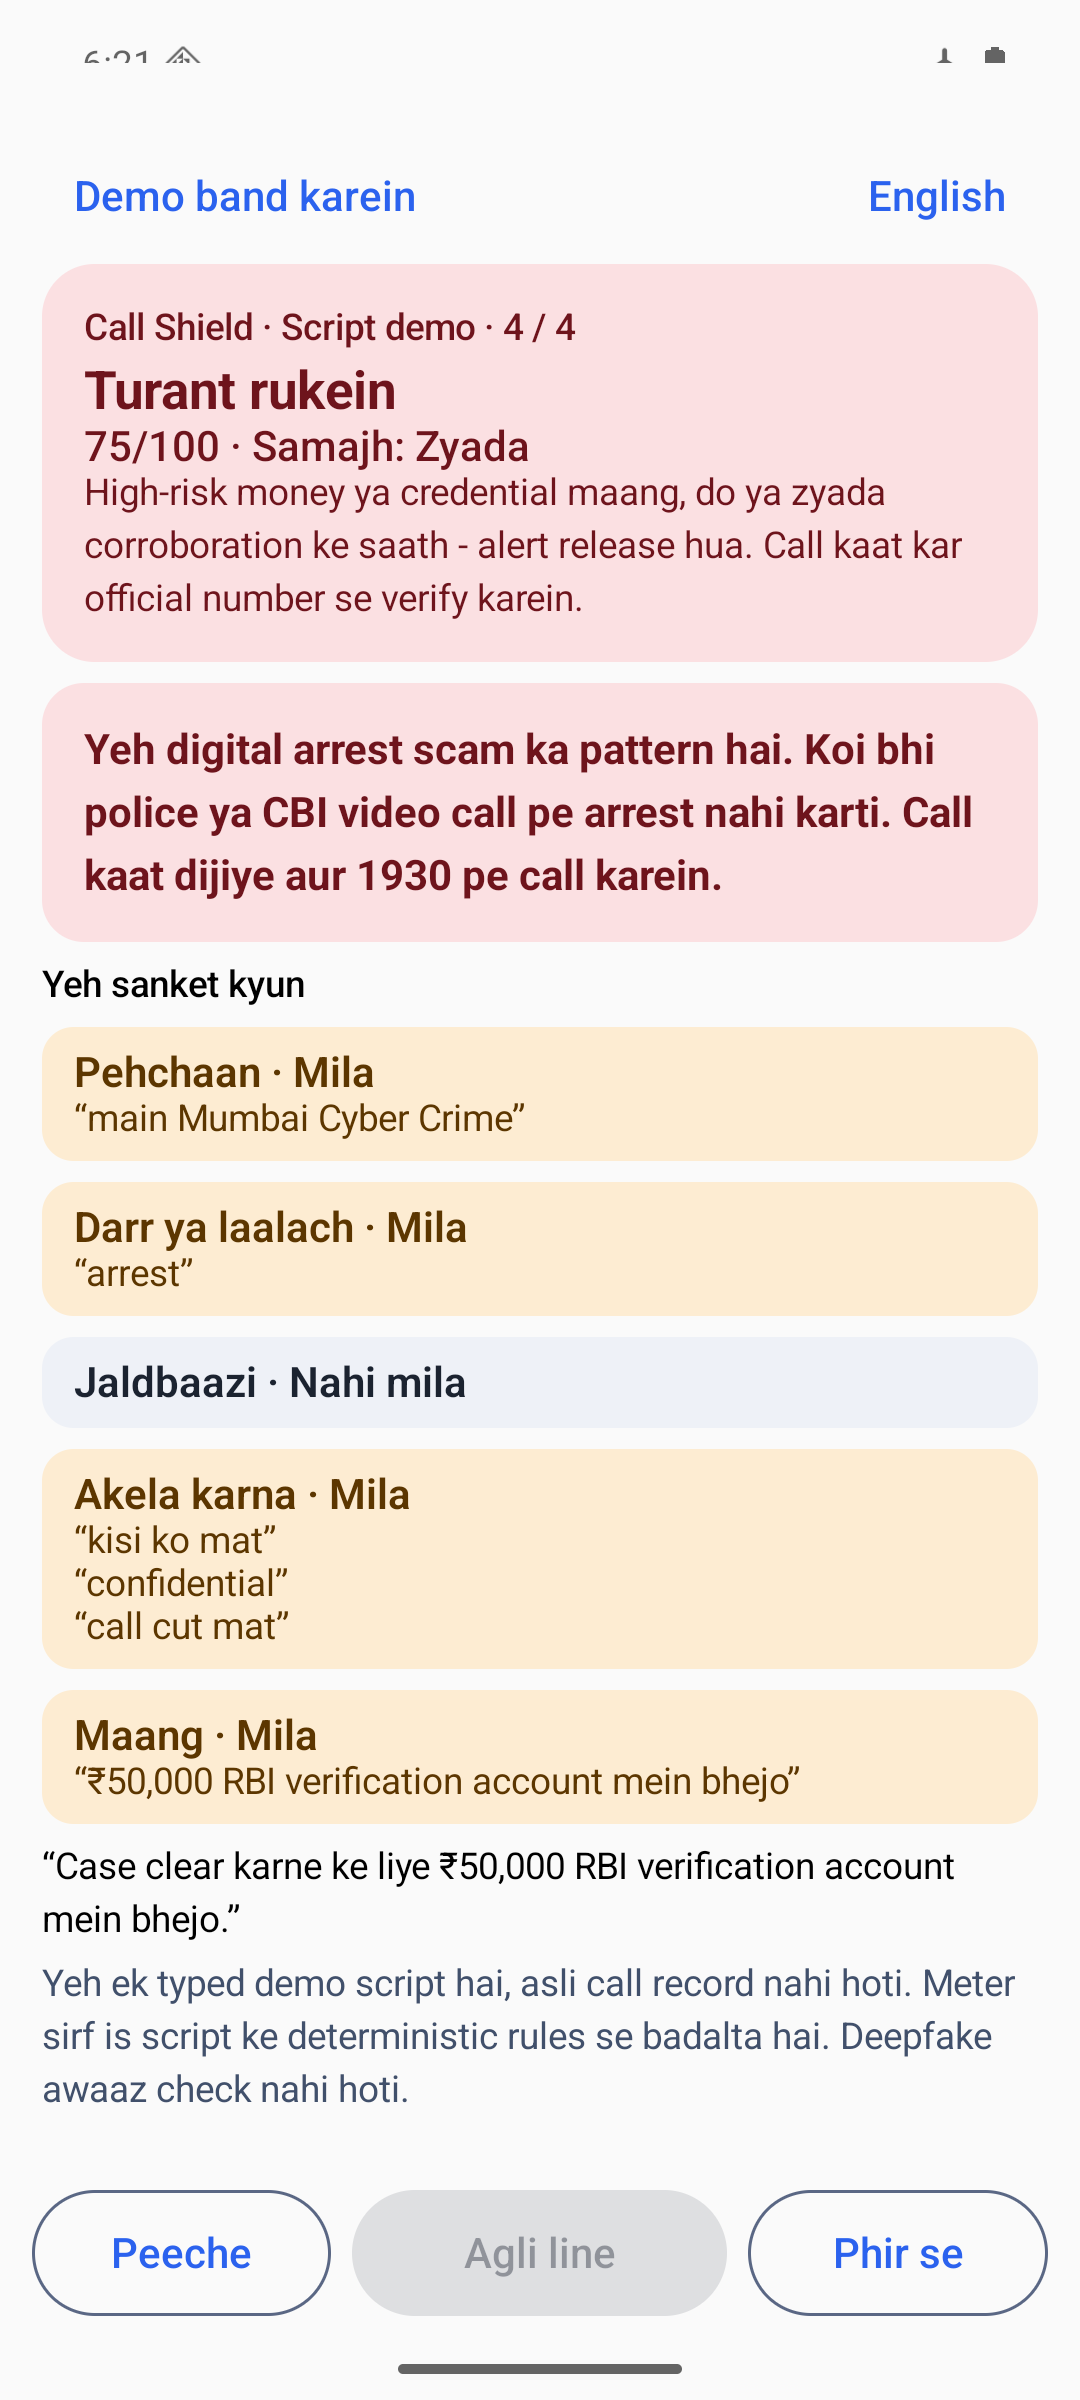 Demo band karein
English
Call Shield · Script demo · 4 / 4
Turant rukein
75/100 · Samajh: Zyada
High-risk money ya credential maang, do ya zyada
corroboration ke saath - alert release hua. Call kaat kar
official number se verify karein.
Yeh digital arrest scam ka pattern hai. Koi bhi
police ya CBI video call pe arrest nahi karti. Call
kaat dijiye aur 1930 pe call karein.
Yeh sanket kyun
Pehchaan · Mila
“main Mumbai Cyber Crime”
Darr ya laalach · Mila
“arrest”
Jaldbaazi · Nahi mila
Akela karna · Mila
“kisi ko mat”
“confidential”
“call cut mat”
Maang · Mila
“₹50,000 RBI verification account mein bhejo”
“Case clear karne ke liye ₹50,000 RBI verification account
mein bhejo.”
Yeh ek typed demo script hai, asli call record nahi hoti. Meter
sirf is script ke deterministic rules se badalta hai. Deepfake
awaaz check nahi hoti.
Peeche
Agli line
Phir se